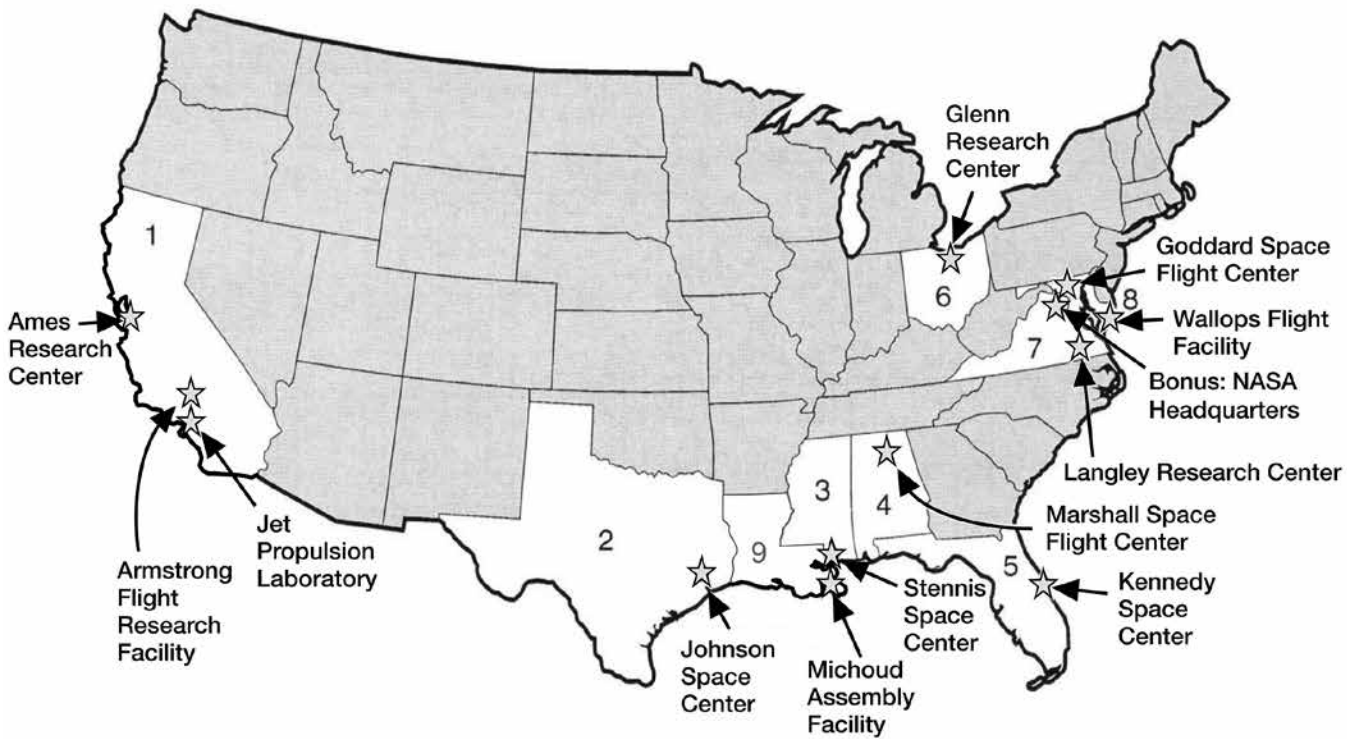 Glenn
Research
Center
1
Goddard Space
Flight Center
6
8
Ames
Research
Center
Wallops Flight
Facility
7
Bonus: NASA
Headquarters
Langley Research Center
3
4
Marshall Space
Flight Center
2
9
5
Jet
Propulsion
Laboratory
Armstrong
Flight
Research
Facility
Stennis
Space
Center
Kennedy
Space
Center
Johnson
Space
Center
Michoud
Assembly
Facility